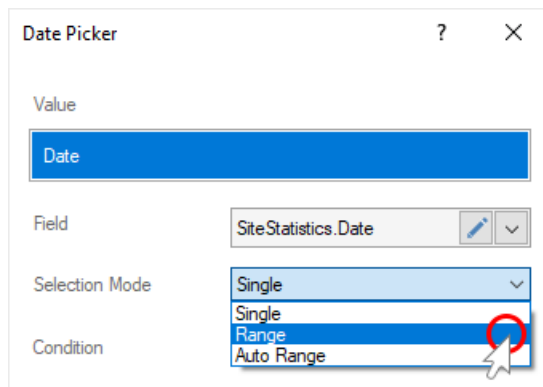 Date Picker ? ×
Value
Date
Field SiteStatistics.Date
Selection Mode Single
Single
Range
Condition Auto Range